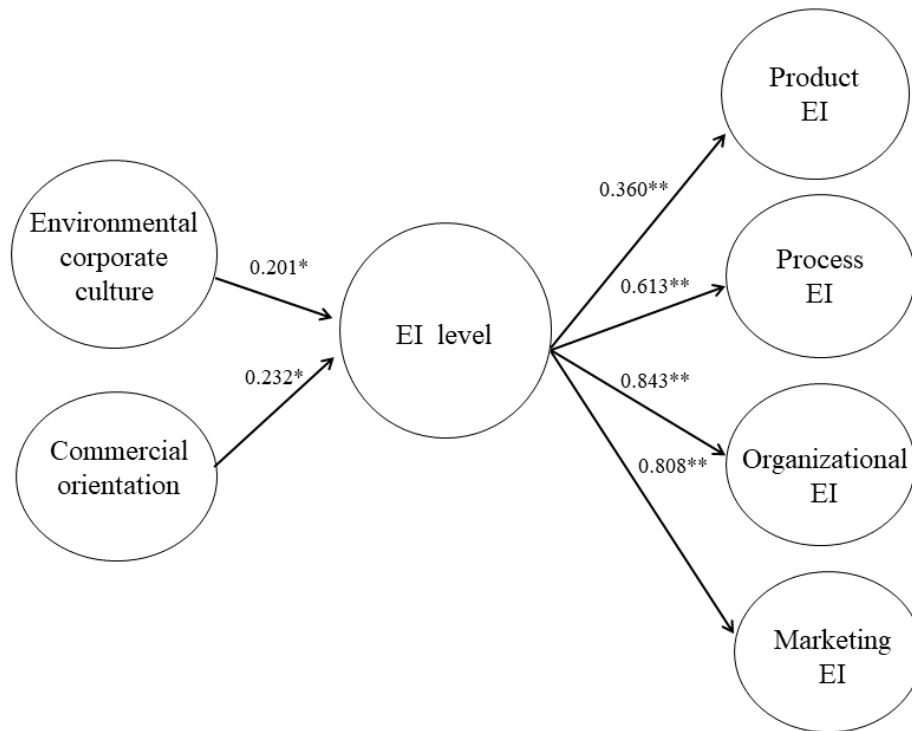 Product
EI
0.360**
Environmental
corporate
culture
0.201*
Process
EI
0.613**
EI level
0.232*
0.843**
Commercial
orientation
0.808**
Organizational
EI
Marketing
EI